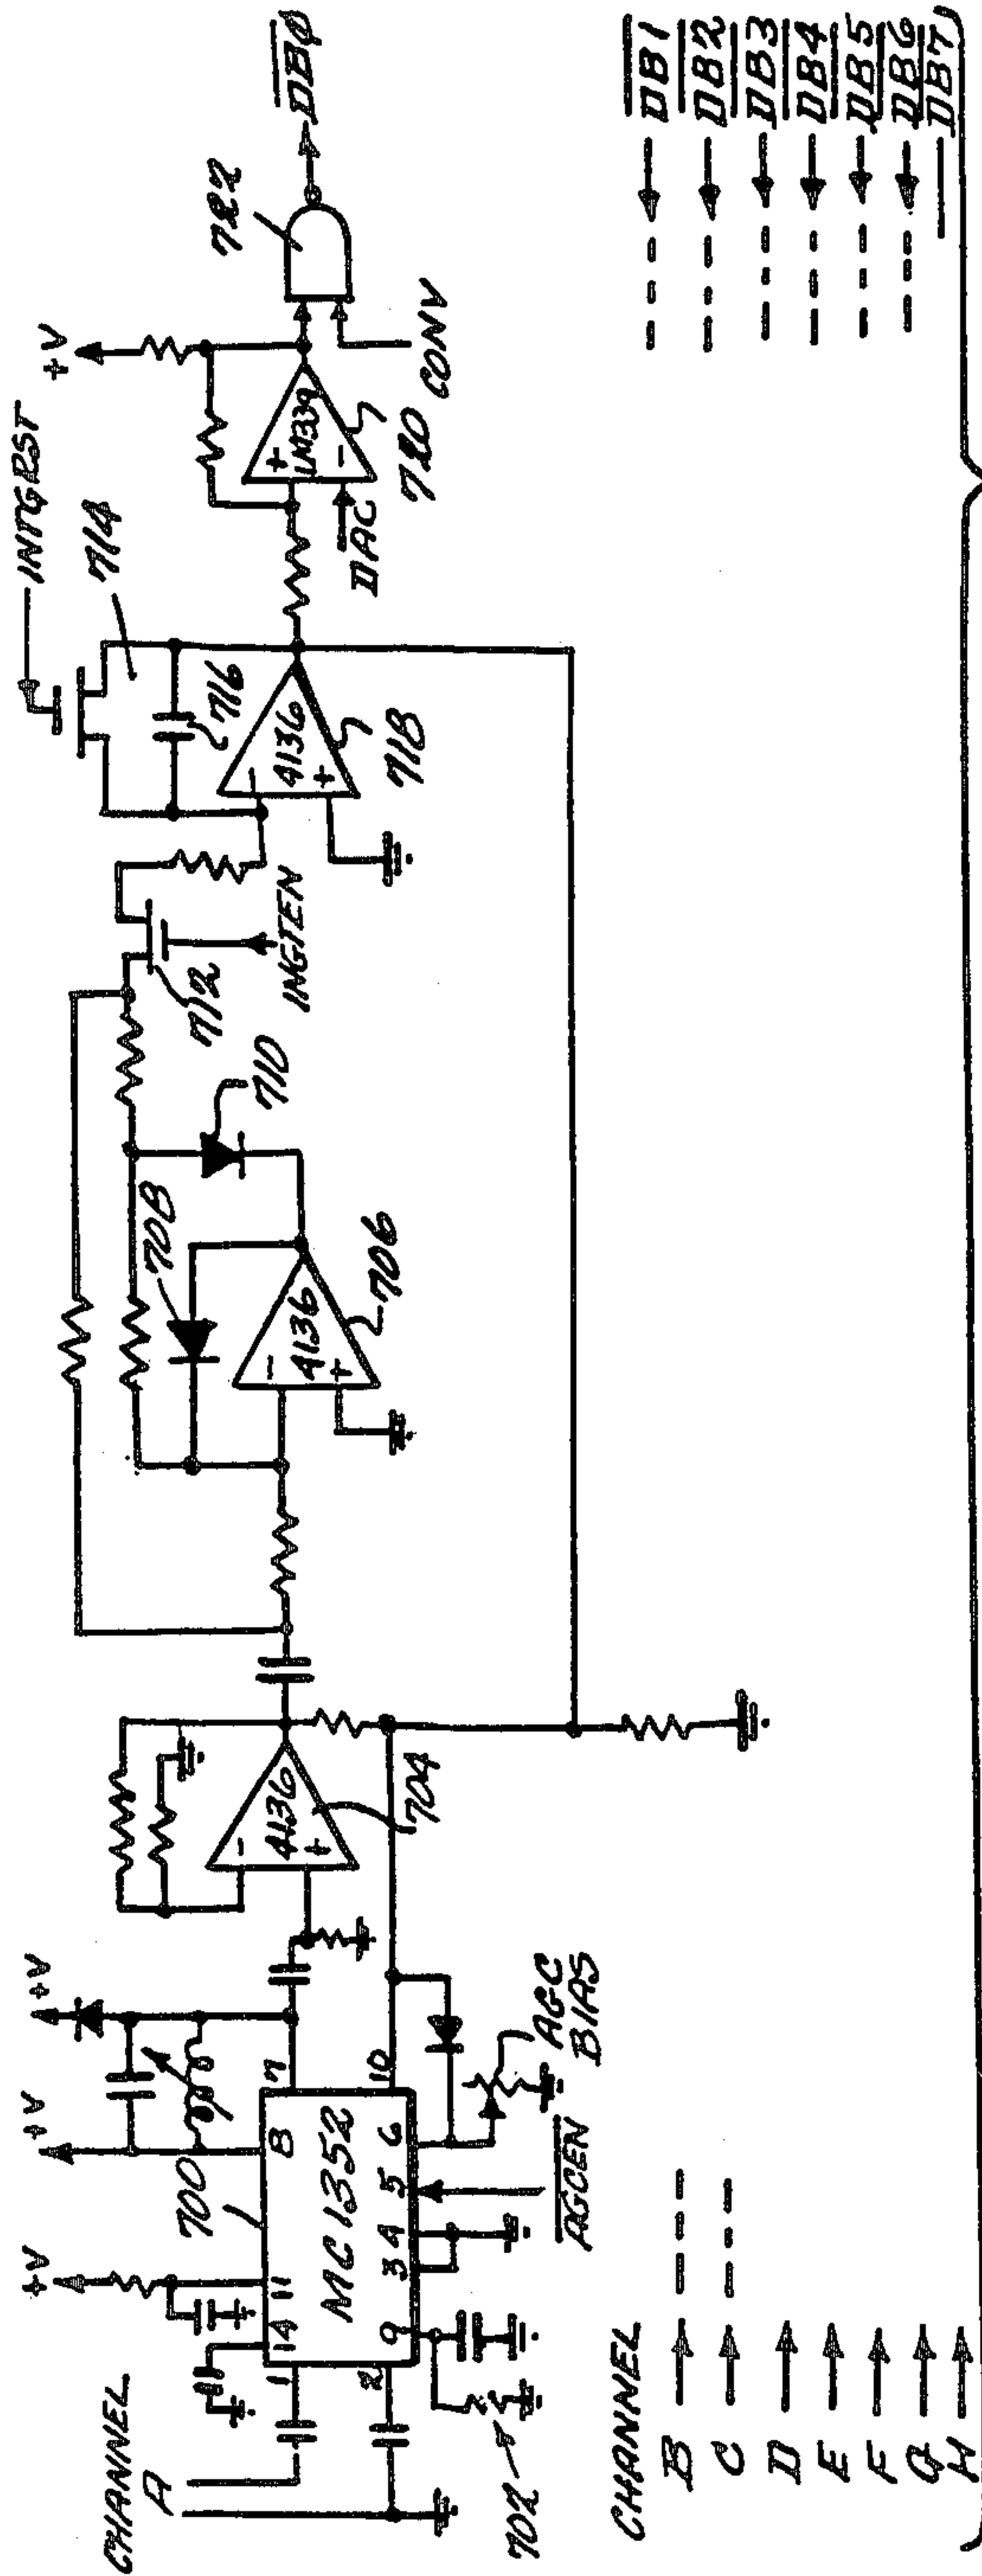 CHANNEL
A
+V
+V
+V
700
1
14
11
8
7
MC1352
2
9
3
4
5
6
10
702
AGCEN
AGC
BIAS
-
4136
+
704
-
4136
+
706
708
710
712
INGTEN
INTGRST
714
716
-
4136
+
718
+V
+
LM339
-
DAC
720
CONV
722
DBø
CHANNEL
B
C
D
E
F
G
H
DB1
DB2
DB3
DB4
DB5
DB6
DB7